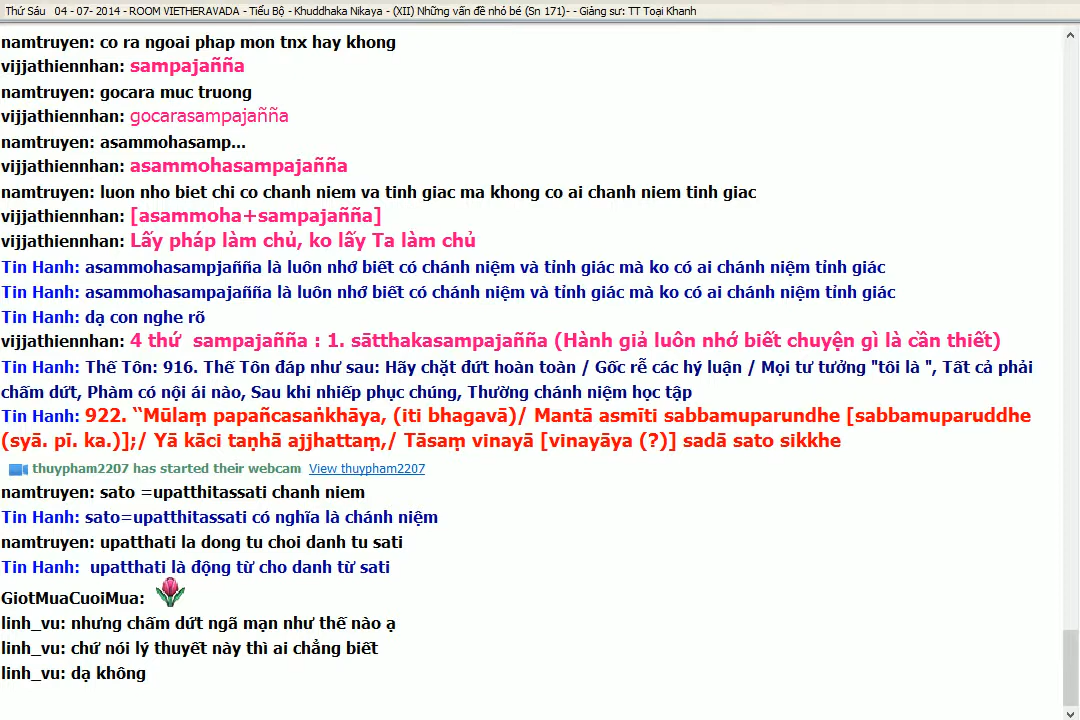 Thứ Sáu 04 - 07- 2014 - ROOM VIETHERAVADA - Tiểu Bộ - Khuddhaka Nikaya - (XII) Những vấn đề nhỏ bé (Sn 171)- - Giảng sư: TT Toại Khanh
namtruyen: co ra ngoai phap mon tnx hay khong
vijjathiennhan: sampajañña
namtruyen: gocara muc truong
vijjathiennhan: gocarasampajañña
namtruyen: asammohasamp...
vijjathiennhan: asammohasampajañña
namtruyen: luon nho biet chi co chanh niem va tinh giac ma khong co ai chanh niem tinh giac
vijjathiennhan: [asammoha+sampajañña]
vijjathiennhan: Lấy pháp làm chủ, ko lấy Ta làm chủ
Tin Hanh: asammohasampjañña là luôn nhớ biết có chánh niệm và tỉnh giác mà ko có ai chánh niệm tỉnh giác
Tin Hanh: asammohasampajañña là luôn nhớ biết có chánh niệm và tỉnh giác mà ko có ai chánh niệm tỉnh giác
Tin Hanh: dạ con nghe rõ
vijjathiennhan: 4 thứ sampajañña : 1. sātthakasampajañña (Hành giả luôn nhớ biết chuyện gì là cần thiết)
Tin Hanh: Thế Tôn: 916. Thế Tôn đáp như sau: Hãy chặt đứt hoàn toàn / Gốc rễ các hý luận / Mọi tư tưởng "tôi là ", Tất cả phải
chấm dứt, Phàm có nội ái nào, Sau khi nhiếp phục chúng, Thường chánh niệm học tập
Tin Hanh: 922. ‘‘Mūlaṃ papañcasaṅkhāya, (iti bhagavā)/ Mantā asmīti sabbamuparundhe [sabbamuparuddhe
(syā. pī. ka.)];/ Yā kāci taṇhā ajjhattaṃ,/ Tāsaṃ vinayā [vinayāya (?)] sadā sato sikkhe
thuypham2207 has started their webcam View thuypham2207
namtruyen: sato =upatthitassati chanh niem
Tin Hanh: sato=upatthitassati có nghĩa là chánh niệm
namtruyen: upatthati la dong tu choi danh tu sati
Tin Hanh: upatthati là động từ cho danh từ sati
GiotMuaCuoiMua:
linh_vu: nhưng chấm dứt ngã mạn như thế nào ạ
linh_vu: chứ nói lý thuyết này thì ai chẳng biết
linh_vu: dạ không